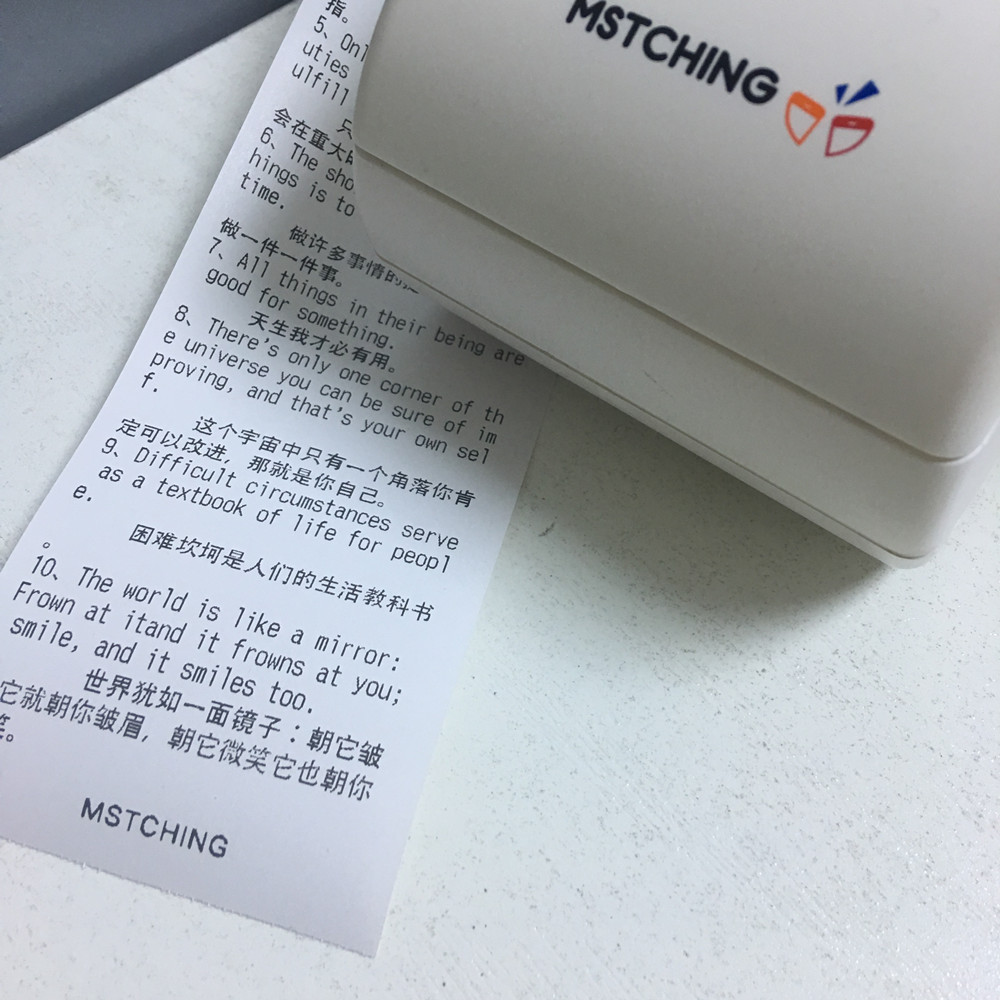 指。
5、Onl
uties
ulfill
只
会在重大的
6、The sho
hings is to
time.
做许多事情的
做一件一件事。
7、All things in their being are
good for something.
天生我才必有用。
8、There's only one corner of th
e universe you can be sure of im
proving, and that's your own sel
f.
这个宇宙中只有一个角落你肯
定可以改进，那就是你自己。
9、Difficult circumstances serve
as a textbook of life for peopl
e.
困难坎坷是人们的生活教科书
。
10、The world is like a mirror:
Frown at itand it frowns at you;
smile, and it smiles too.
世界犹如一面镜子：朝它皱
它就朝你皱眉，朝它微笑它也朝你
笑。
MSTCHING
MSTCHING